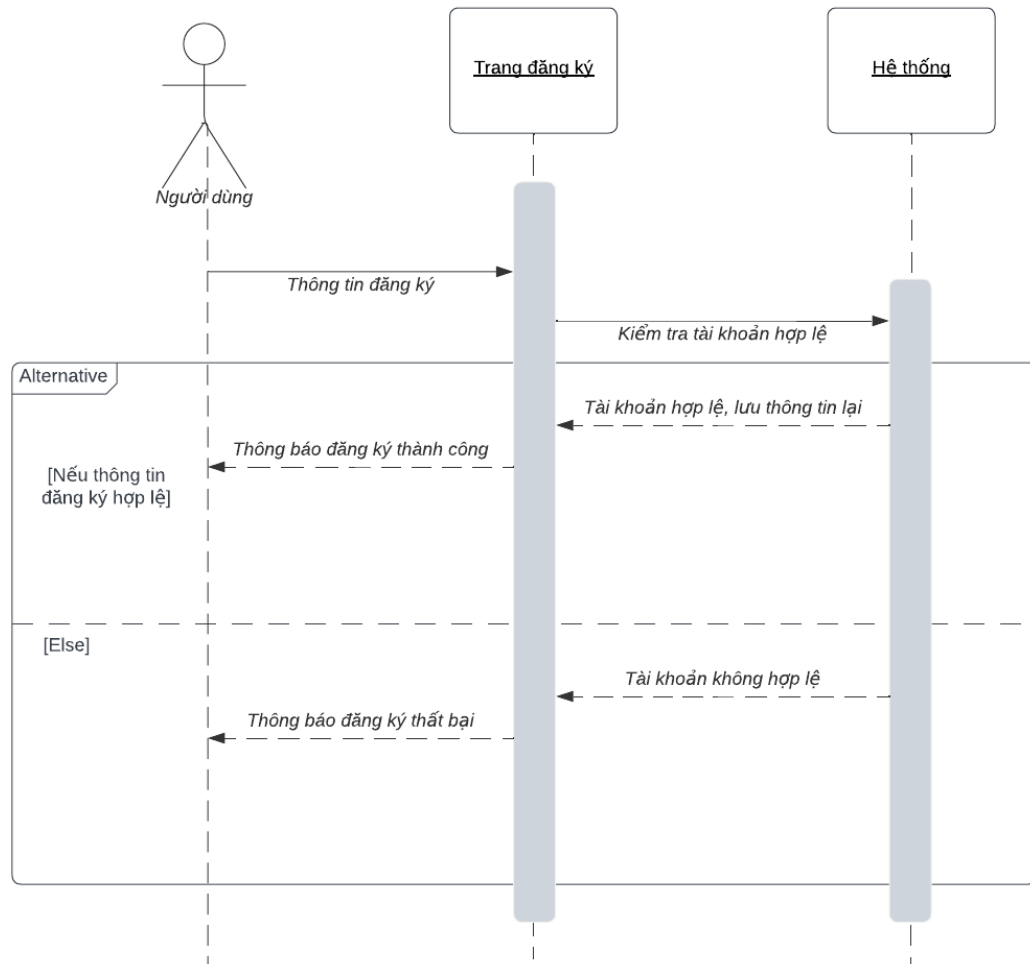 Trang đăng ký
Hệ thống
Người dùng
Thông tin đăng ký
Kiểm tra tài khoản hợp lệ
Alternative
Tài khoản hợp lệ, lưu thông tin lại
Thông báo đăng ký thành công
[Nếu thông tin
đăng ký hợp lệ]
[Else]
Tài khoản không hợp lệ
Thông báo đăng ký thất bại